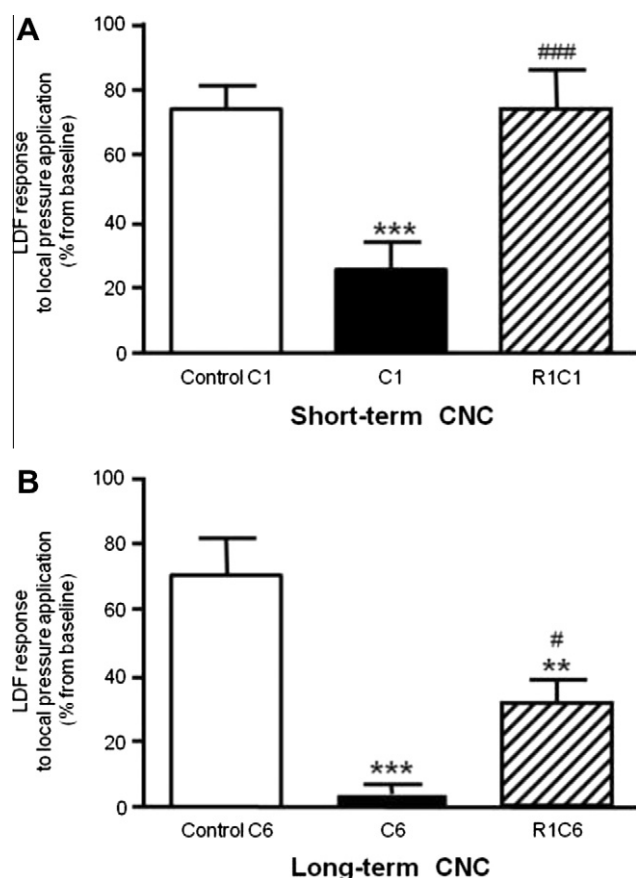 A
LDF response
to local pressure application
(% from baseline)
100
80
60
40
20
0
***
###
Control C1
C1
R1C1
Short-term CNC
B
LDF response
to local pressure application
(% from baseline)
100
80
60
40
20
0
***
#
**
Control C6
C6
R1C6
Long-term CNC